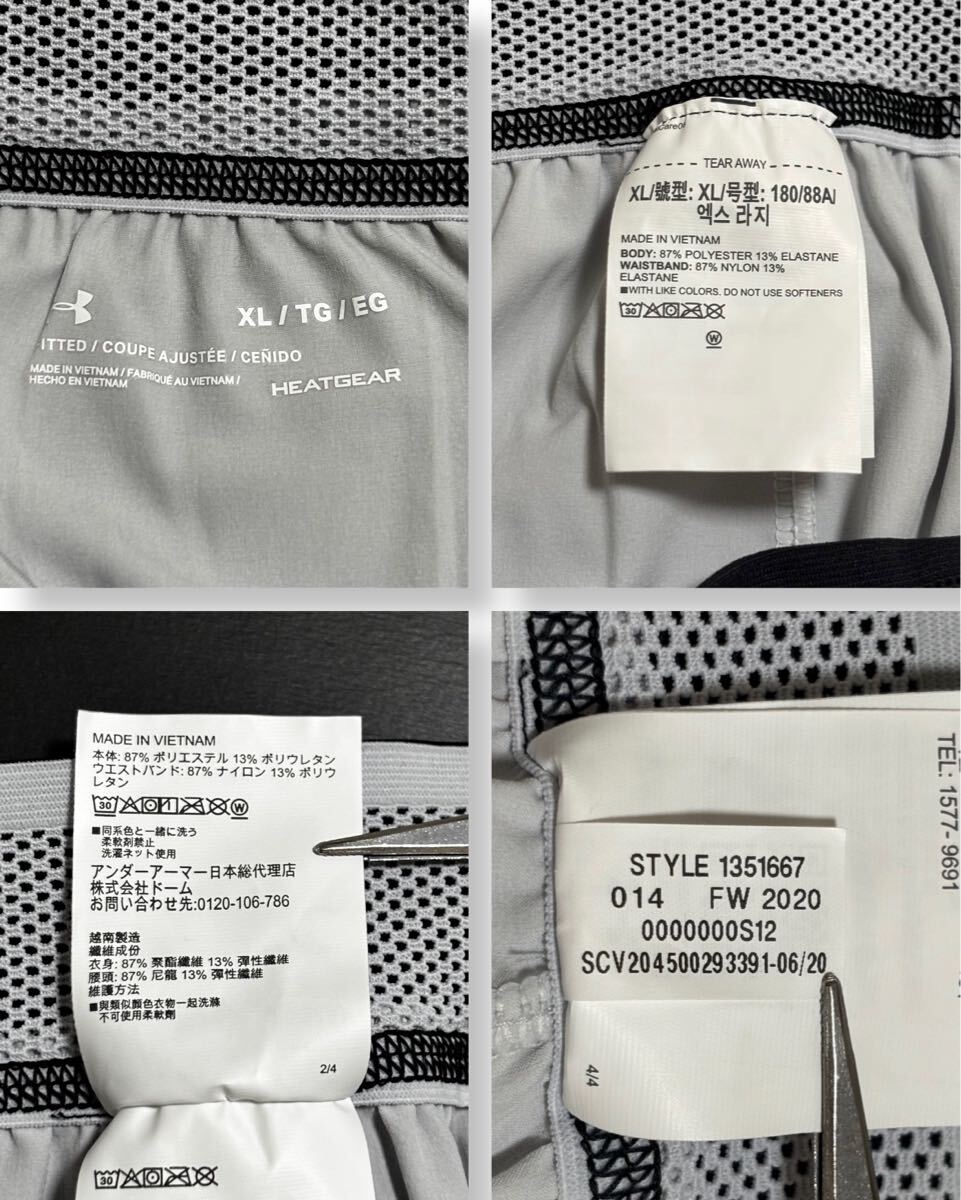 XL / TG / EG
ITTED / COUPE AJUSTÉE / CEÑIDO
MADE IN VIETNAM / FABRIQUÉ AU VIETNAM /
HECHO EN VIETNAM
HEATGEAR
TEAR AWAY
XL/號型: XL/号型: 180/88A/
엑스 라지
MADE IN VIETNAM
BODY: 87% POLYESTER 13% ELASTANE
WAISTBAND: 87% NYLON 13%
ELASTANE
■WITH LIKE COLORS. DO NOT USE SOFTENERS
30
W
MADE IN VIETNAM
本体: 87% ポリエステル 13% ポリウレタン
ウエストバンド: 87% ナイロン 13% ポリウ
レタン
30
W
■同系色と一緒に洗う
柔軟剤禁止
洗濯ネット使用
アンダーアーマー日本総代理店
株式会社ドーム
お問い合わせ先:0120-106-786
越南製造
纖維成份
衣身: 87% 聚酯纖維 13% 彈性纖維
腰頭: 87% 尼龍 13% 彈性纖維
維護方法
■與類似顏色衣物一起洗滌
不可使用柔軟劑
2/4
30
TEL: 1577-9691
STYLE 1351667
014 FW 2020
0000000S12
SCV204500293391-06/20
4/4